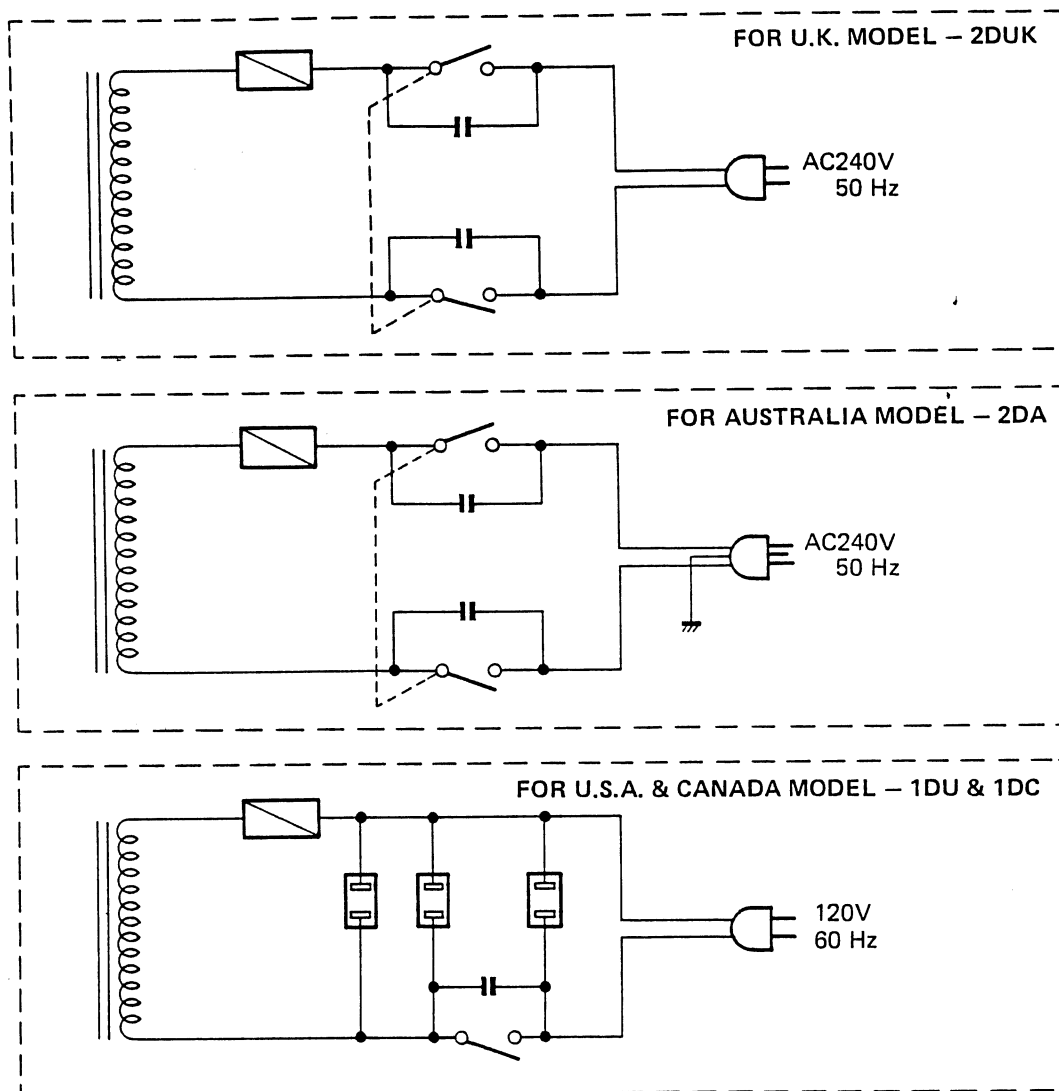 FOR U.K. MODEL – 2DUK
AC240V
50 Hz
FOR AUSTRALIA MODEL – 2DA
AC240V
50 Hz
FOR U.S.A. & CANADA MODEL – 1DU & 1DC
120V
60 Hz